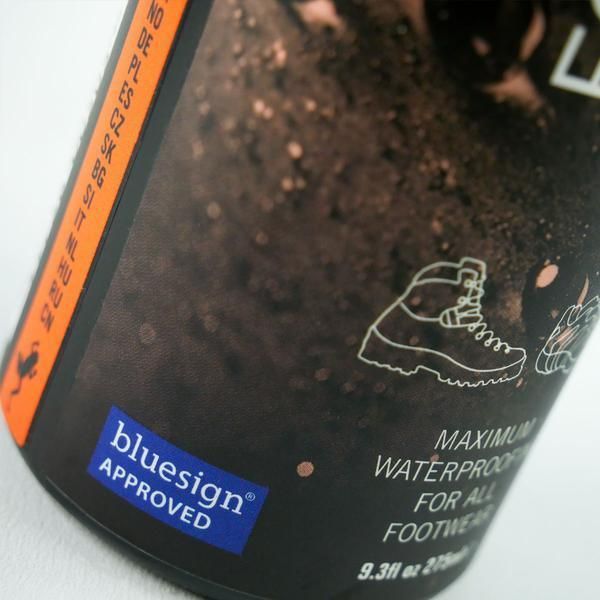 NO DE PL ES CZ SK BG SI IT NL HU RU CN
bluesign®
APPROVED
MAXIMUM
FOR ALL
FOOTWEAR
9.3fl oz 275ml